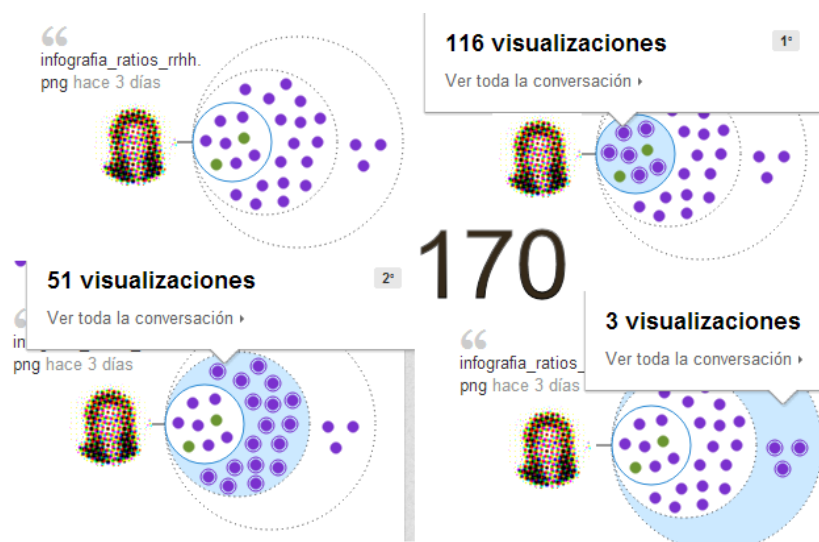 infografia_ratios_rrhh.
png hace 3 días
116 visualizaciones 1º
Ver toda la conversación
51 visualizaciones 2º
Ver toda la conversación
in
png hace 3 días
170
3 visualizaciones
Ver toda la conversación
infografia_ratios_
png hace 3 días